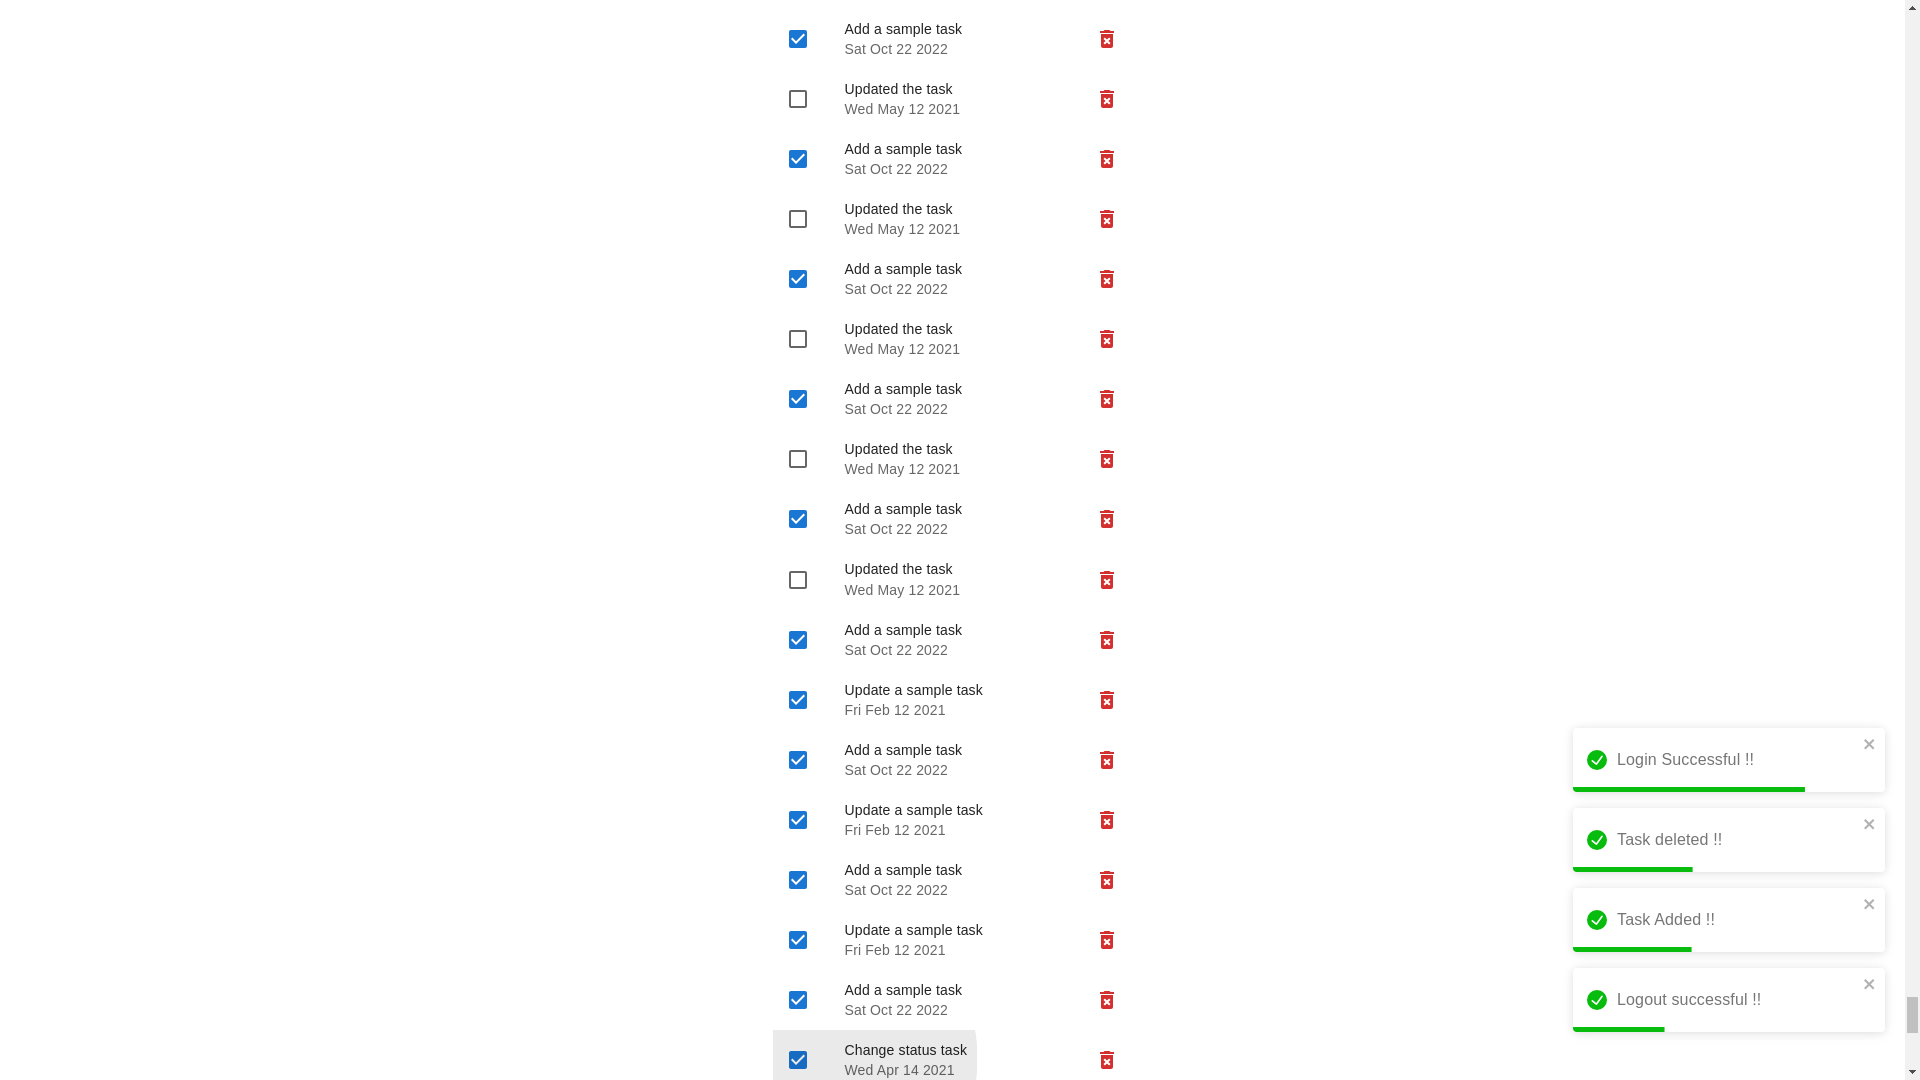 Add a sample task
Sat Oct 22 2022
Updated the task
Wed May 12 2021
Add a sample task
Sat Oct 22 2022
Updated the task
Wed May 12 2021
Add a sample task
Sat Oct 22 2022
Updated the task
Wed May 12 2021
Add a sample task
Sat Oct 22 2022
Updated the task
Wed May 12 2021
Add a sample task
Sat Oct 22 2022
Updated the task
Wed May 12 2021
Add a sample task
Sat Oct 22 2022
Update a sample task
Fri Feb 12 2021
Add a sample task
Sat Oct 22 2022
Update a sample task
Fri Feb 12 2021
Add a sample task
Sat Oct 22 2022
Update a sample task
Fri Feb 12 2021
Add a sample task
Sat Oct 22 2022
Change status task
Wed Apr 14 2021
Login Successful !!
Task deleted !!
Task Added !!
Logout successful !!